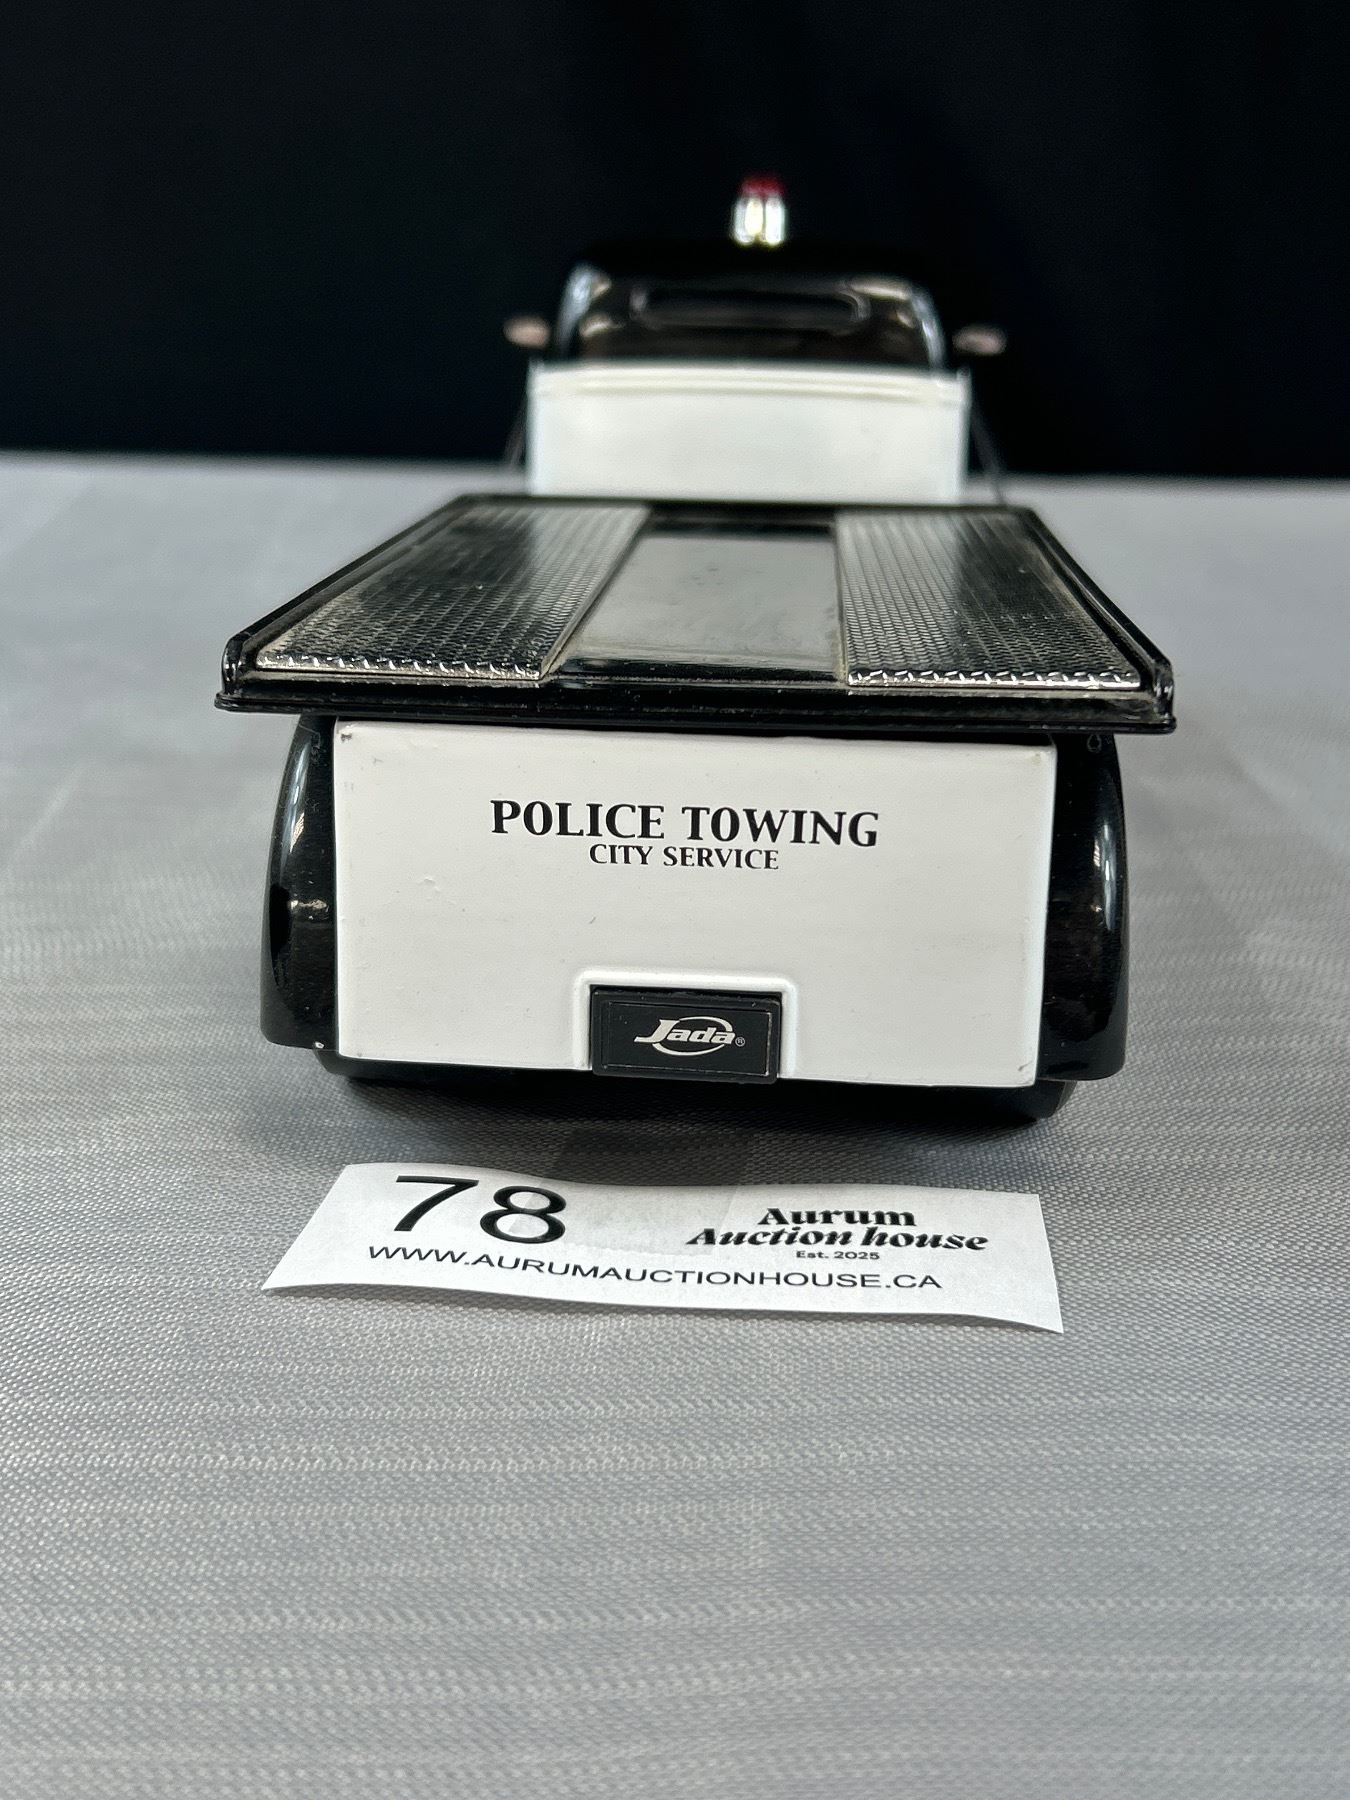 POLICE TOWING
CITY SERVICE
Jada®
78
Aurum
Auction house
Est. 2025
WWW.AURUMAUCTIONHOUSE.CA